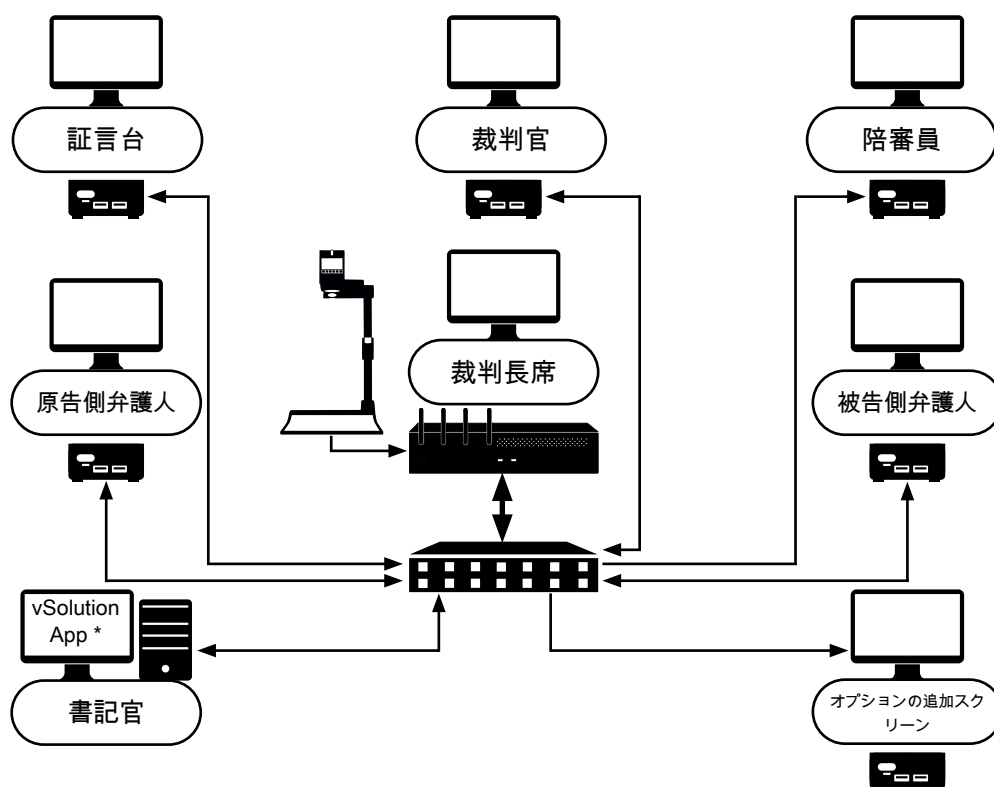 証言台
裁判官
陪審員
裁判長席
原告側弁護人
被告側弁護人
vSolution
App *
書記官
オプションの追加スク
リーン